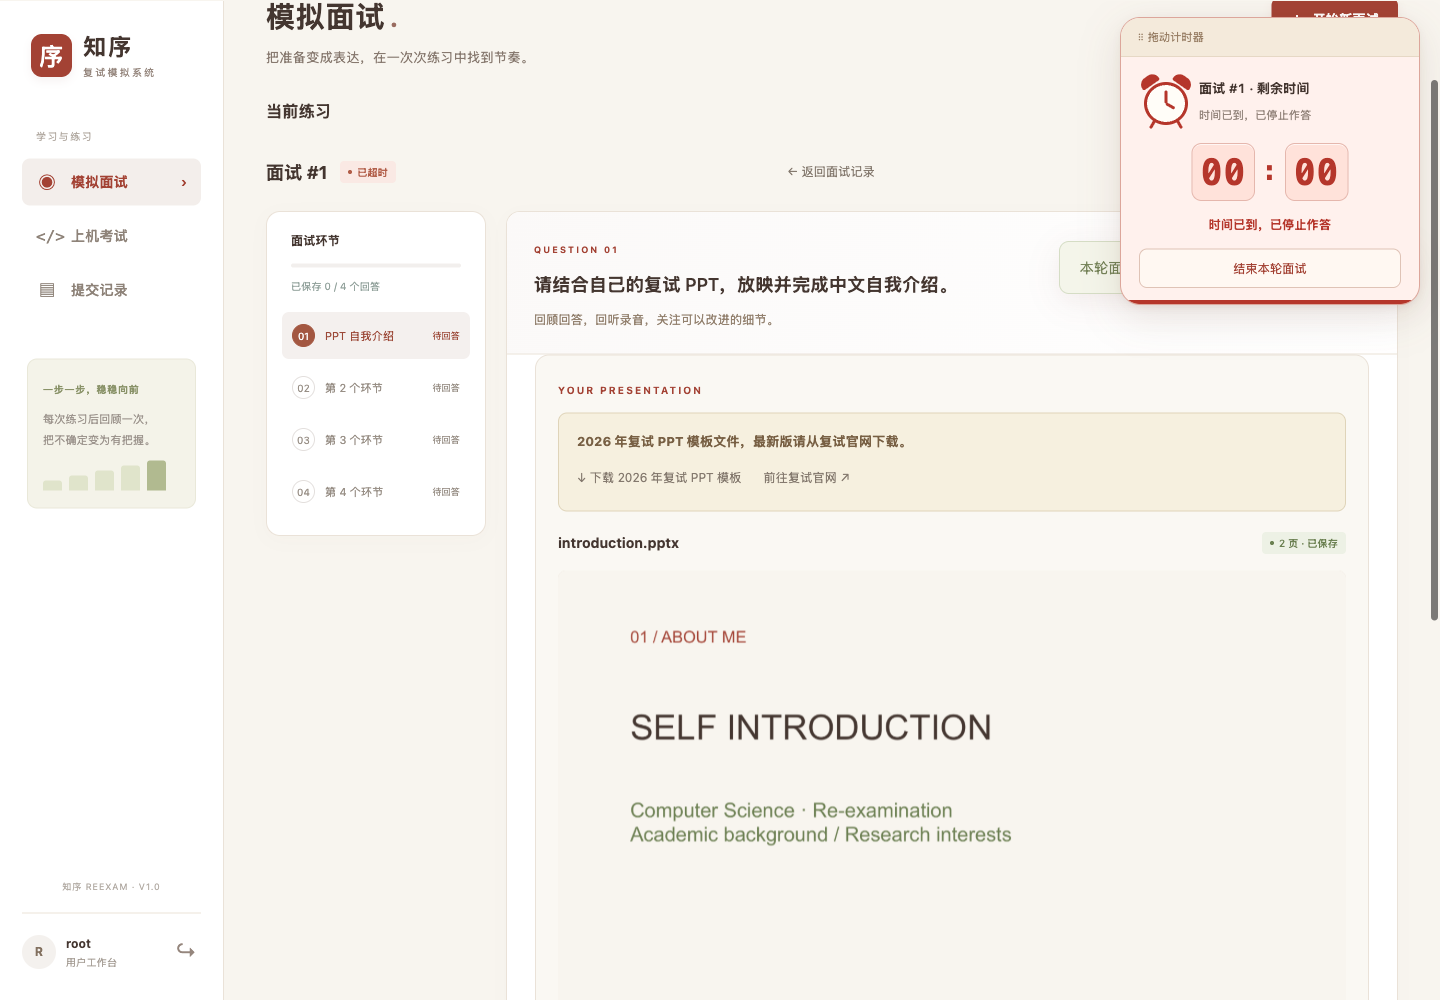 序
知序
复试模拟系统
学习与练习
模拟面试 ›
</> 上机考试
提交记录
一步一步，稳稳向前
每次练习后回顾一次，
把不确定变为有把握。
知序 REEXAM · V1.0
R
root
用户工作台
模拟面试.
把准备变成表达，在一次次练习中找到节奏。
当前练习
面试 #1
• 已超时
← 返回面试记录
面试环节
已保存 0 / 4 个回答
01 PPT 自我介绍 待回答
02 第 2 个环节 待回答
03 第 3 个环节 待回答
04 第 4 个环节 待回答
QUESTION 01
请结合自己的复试 PPT，放映并完成中文自我介绍。
回顾回答，回听录音，关注可以改进的细节。
本轮面
YOUR PRESENTATION
2026 年复试 PPT 模板文件，最新版请从复试官网下载。
↓ 下载 2026 年复试 PPT 模板 前往复试官网 ↗
introduction.pptx
• 2 页 · 已保存
01 / ABOUT ME
SELF INTRODUCTION
Computer Science · Re-examination
Academic background / Research interests
拖动计时器
面试 #1 · 剩余时间
时间已到，已停止作答
00 : 00
时间已到，已停止作答
结束本轮面试